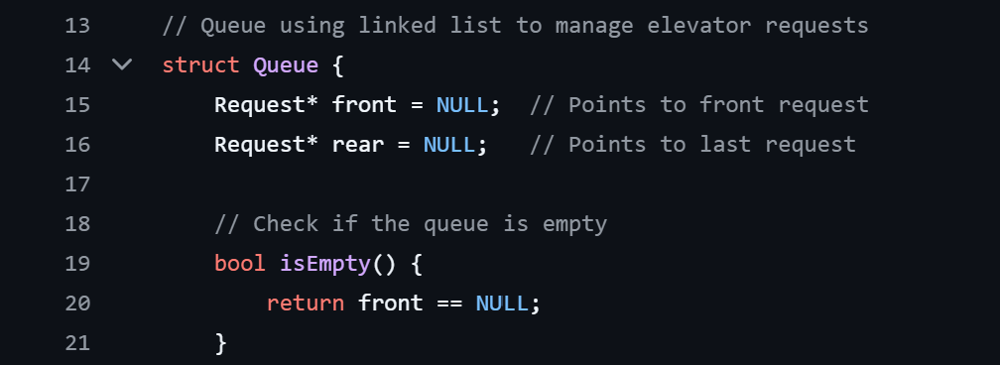 13 // Queue using linked list to manage elevator requests
14 struct Queue {
15 Request* front = NULL; // Points to front request
16 Request* rear = NULL; // Points to last request
17
18 // Check if the queue is empty
19 bool isEmpty() {
20 return front == NULL;
21 }